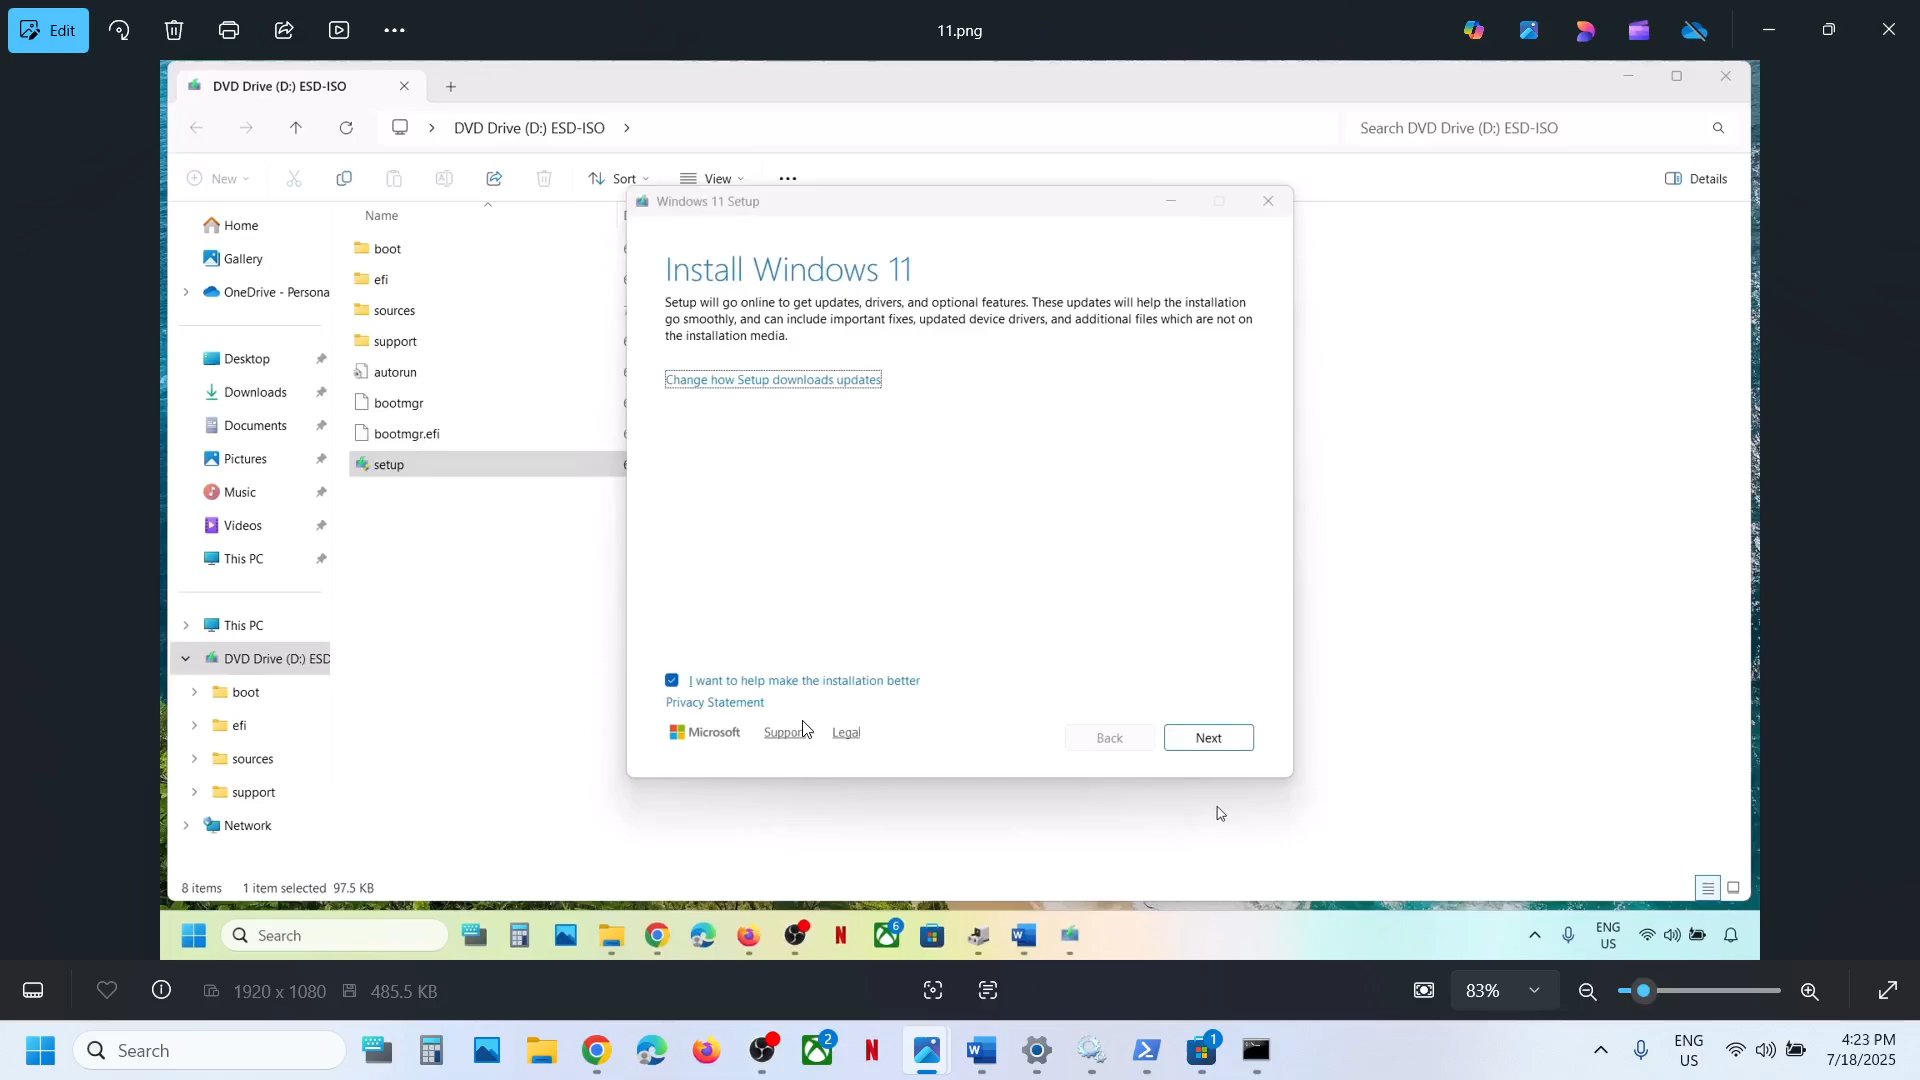 Edit
11.png
DVD Drive (D:) ESD-ISO
DVD Drive (D:) ESD-ISO
Search DVD Drive (D:) ESD-ISO
New
Sort
View
Details
Home
Gallery
OneDrive - Persona
Desktop
Downloads
Documents
Pictures
Music
Videos
This PC
This PC
DVD Drive (D:) ESD
boot
efi
sources
support
Network
Name
boot
efi
sources
support
autorun
bootmgr
bootmgr.efi
setup
Windows 11 Setup
Install Windows 11
Setup will go online to get updates, drivers, and optional features. These updates will help the installation
go smoothly, and can include important fixes, updated device drivers, and additional files which are not on
the installation media.
Change how Setup downloads updates
I want to help make the installation better
Privacy Statement
Microsoft Support Legal
Back Next
8 items 1 item selected 97.5 KB
Search
6
ENG
US
1920 x 1080 485.5 KB
83%
Search
2
1
ENG
US
4:23 PM
7/18/2025